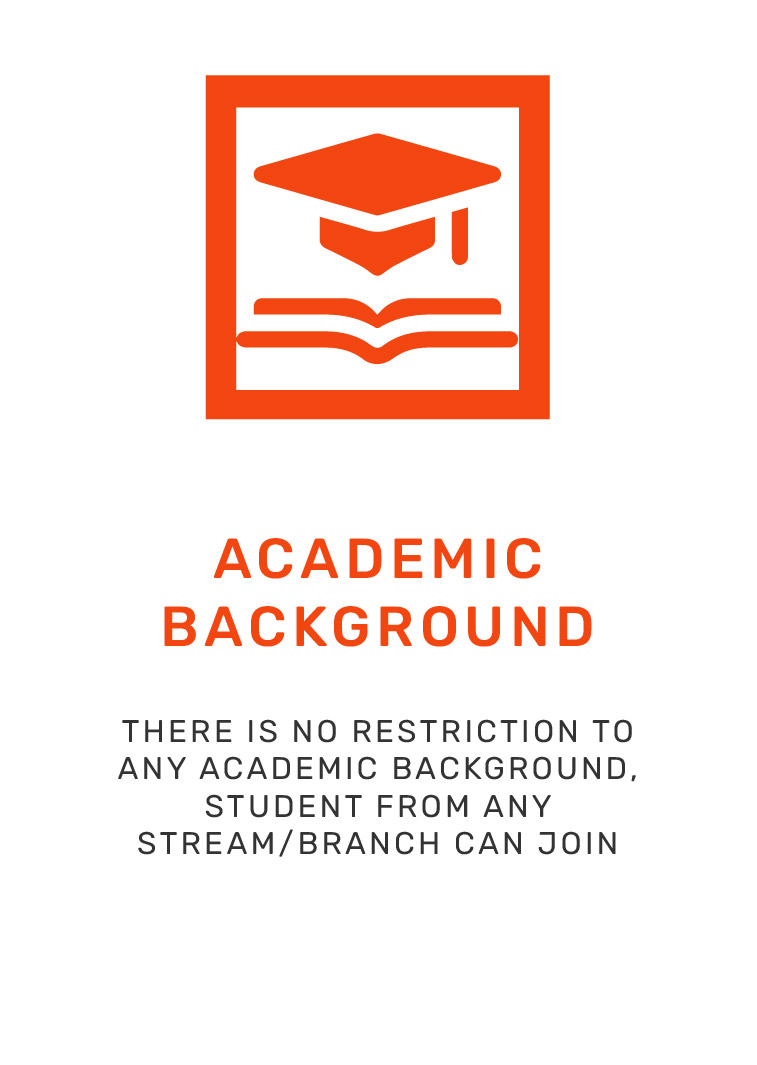 ACADEMIC
BACKGROUND
THERE IS NO RESTRICTION TO
ANY ACADEMIC BACKGROUND,
STUDENT FROM ANY
STREAM/BRANCH CAN JOIN